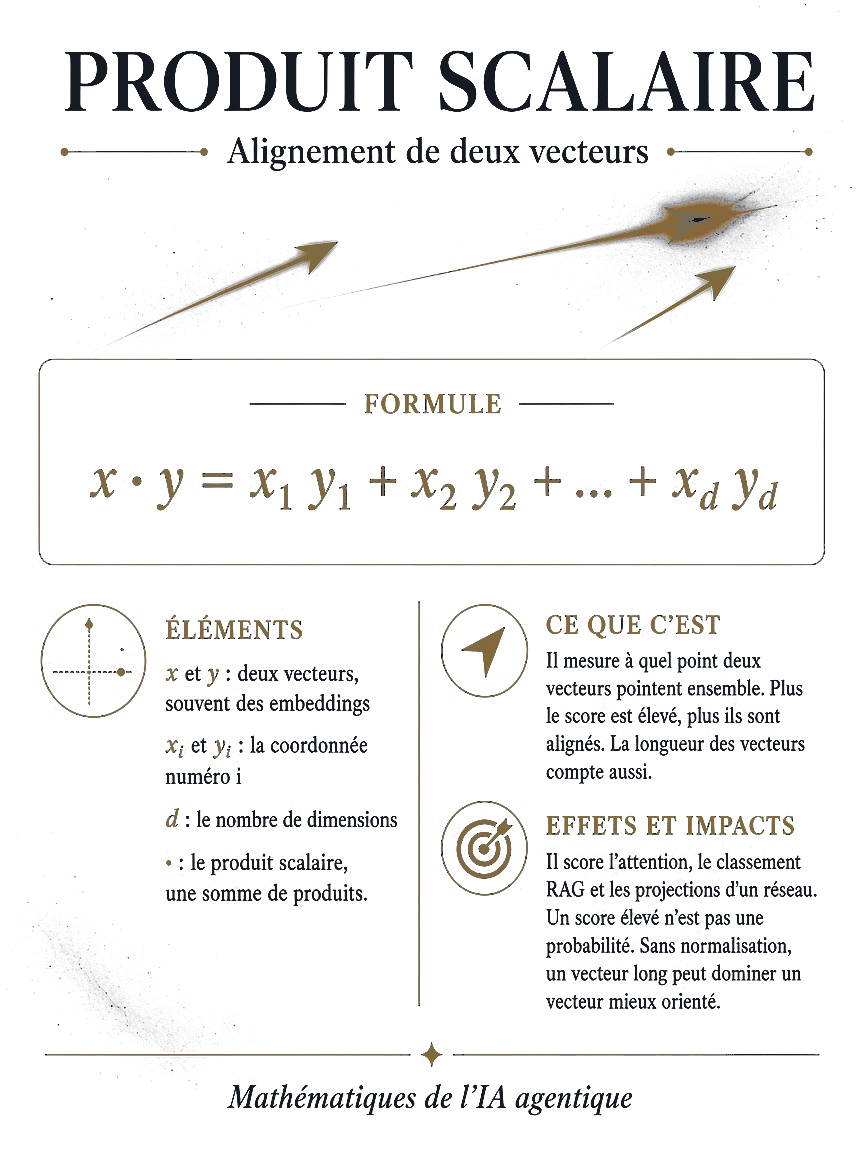 PRODUIT SCALAIRE
Alignement de deux vecteurs
FORMULE
x · y = x₁ y₁ + x₂ y₂ + ... + x_d y_d
ÉLÉMENTS
x et y : deux vecteurs,
souvent des embeddings
xᵢ et yᵢ : la coordonnée
numéro i
d : le nombre de dimensions
• : le produit scalaire,
une somme de produits.
CE QUE C’EST
Il mesure à quel point deux
vecteurs pointent ensemble. Plus
le score est élevé, plus ils sont
alignés. La longueur des vecteurs
compte aussi.
EFFETS ET IMPACTS
Il score l’attention, le classement
RAG et les projections d’un réseau.
Un score élevé n’est pas une
probabilité. Sans normalisation,
un vecteur long peut dominer un
vecteur mieux orienté.
Mathématiques de l’IA agentique